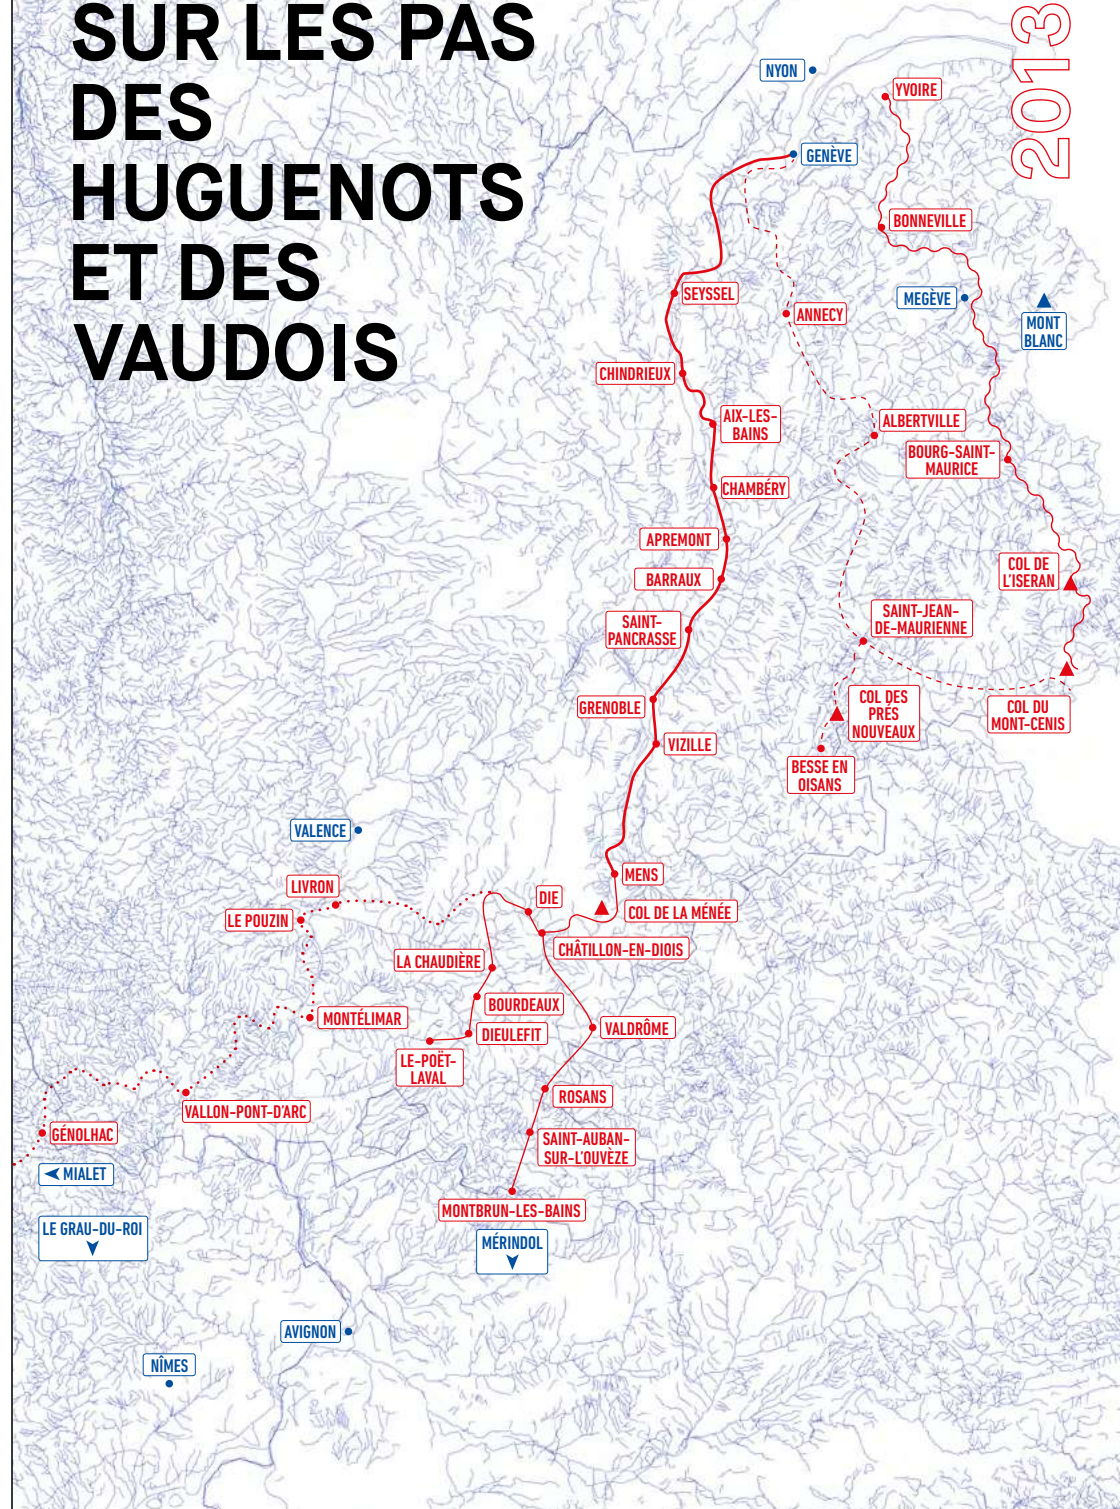 SUR LES PAS
DES
HUGUENOTS
ET DES
VAUDOIS
2013
NYON
YVOIRE
GENÈVE
BONNEVILLE
SEYSSEL
MEGÈVE
ANNECY
MONT
BLANC
CHINDRIEUX
AIX-LES-
BAINS
ALBERTVILLE
BOURG-SAINT-
MAURICE
CHAMBÉRY
APREMONT
BARRAUX
COL DE
L'ISERAN
SAINT-
PANCRASSE
SAINT-JEAN-
DE-MAURIENNE
GRENOBLE
COL DES
PRÉS
NOUVEAUX
COL DU
MONT-CENIS
VIZILLE
BESSE EN
OISANS
VALENCE
MENS
LIVRON
DIE
COL DE LA MÉNÉE
LE POUZIN
CHÂTILLON-EN-DIOIS
LA CHAUDIÈRE
BOURDEAUX
MONTÉLIMAR
DIEULEFIT
VALDRÔME
LE-POËT-
LAVAL
ROSANS
VALLON-PONT-D'ARC
GÉNOLHAC
SAINT-AUBAN-
SUR-L'OUVÈZE
MIALET
MONTBRUN-LES-BAINS
LE GRAU-DU-ROI
MÉRINDOL
AVIGNON
NÎMES